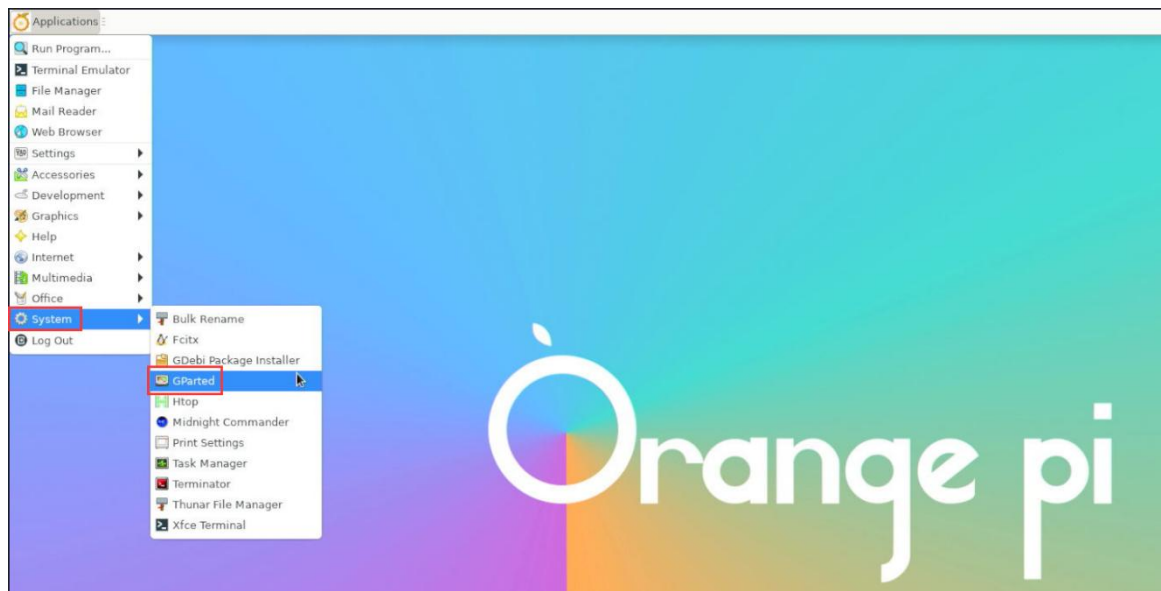 Applications
Run Program...
Terminal Emulator
File Manager
Mail Reader
Web Browser
Settings
Accessories
Development
Graphics
Help
Internet
Multimedia
Office
System
Log Out
Bulk Rename
Fcitx
GDebi Package Installer
GParted
Htop
Midnight Commander
Print Settings
Task Manager
Terminator
Thunar File Manager
Xfce Terminal
Orange pi